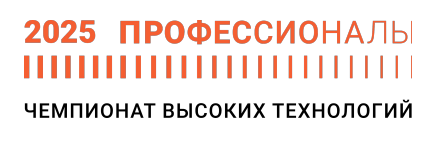 2025 ПРОФЕССИОНАЛЫ
ЧЕМПИОНАТ ВЫСОКИХ ТЕХНОЛОГИЙ